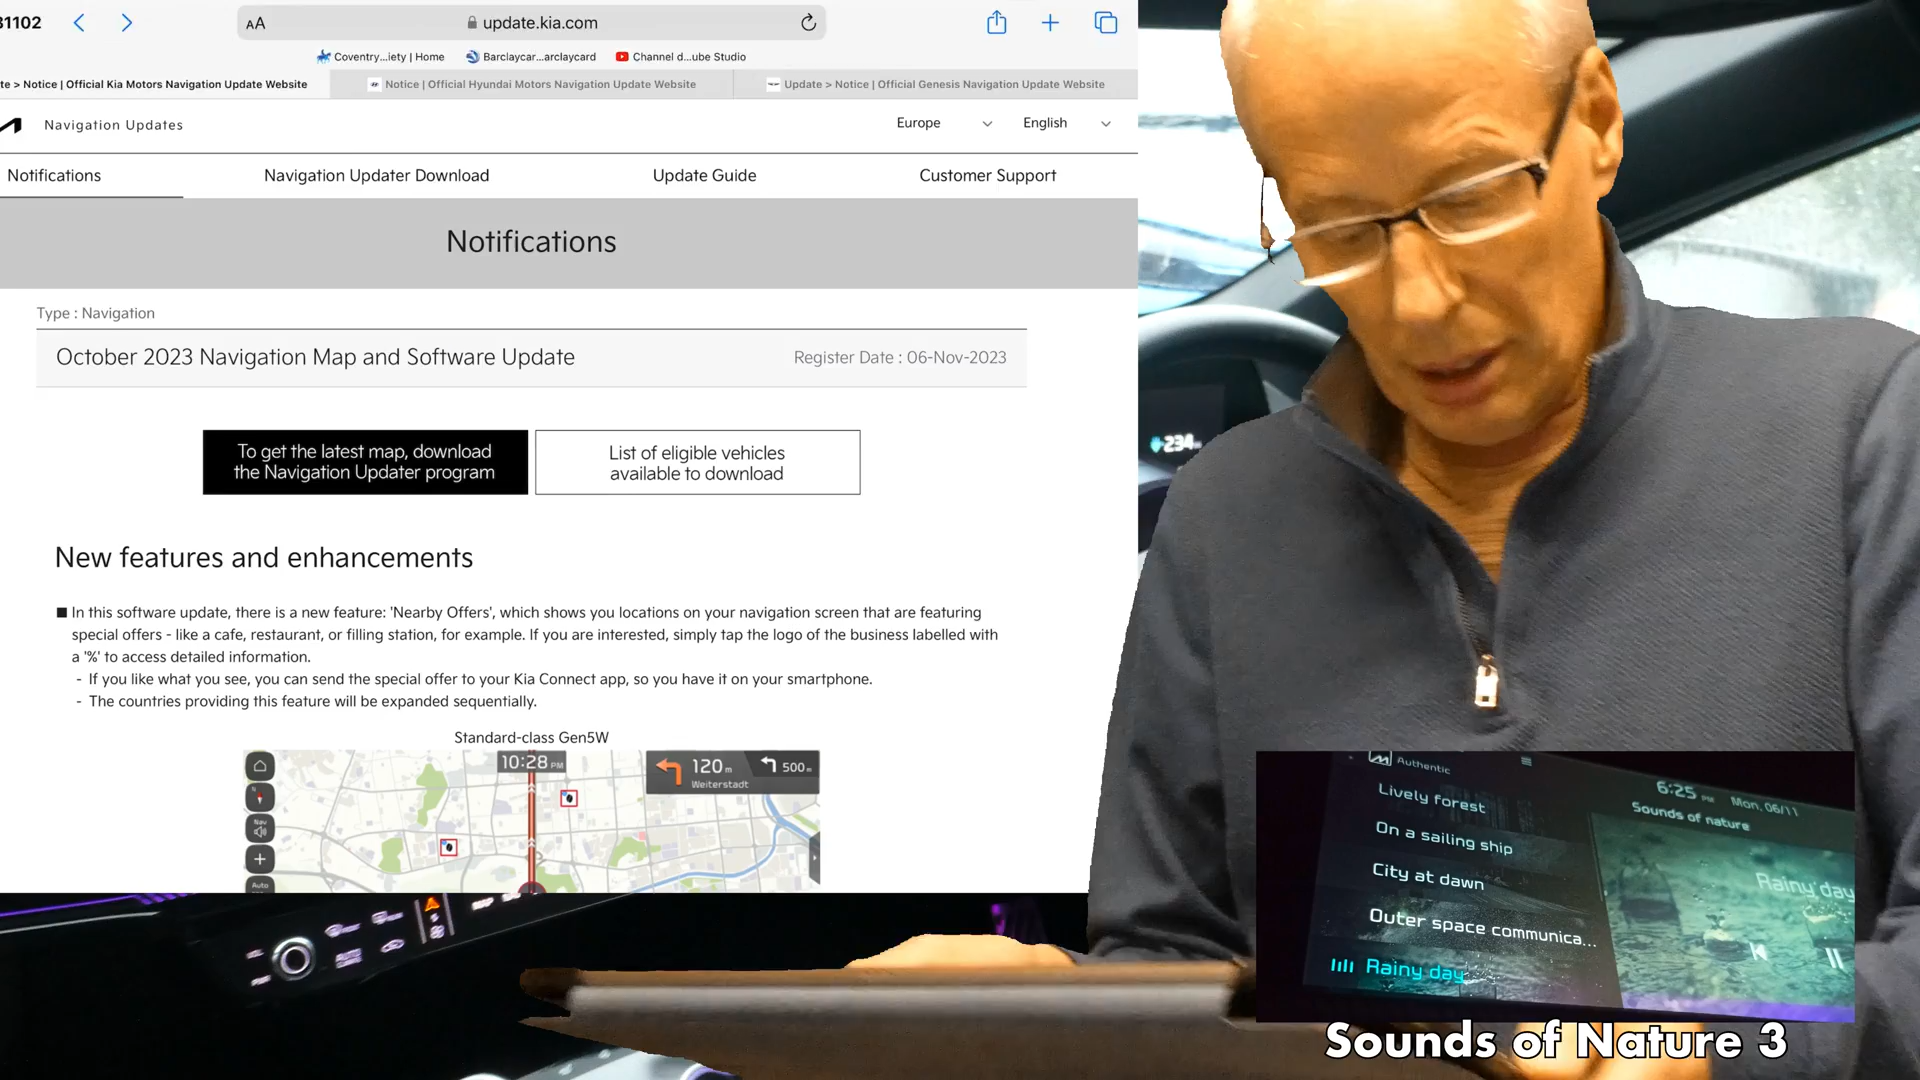 31102
AA
update.kia.com
Coventry...iety | Home
Barclaycar...arclaycard
Channel d...ube Studio
te > Notice | Official Kia Motors Navigation Update Website
Notice | Official Hyundai Motors Navigation Update Website
Update > Notice | Official Genesis Navigation Update Website
Navigation Updates
Europe
English
Notifications
Navigation Updater Download
Update Guide
Customer Support
Notifications
Type : Navigation
October 2023 Navigation Map and Software Update
Register Date : 06-Nov-2023
To get the latest map, download
the Navigation Updater program
List of eligible vehicles
available to download
New features and enhancements
■ In this software update, there is a new feature: 'Nearby Offers', which shows you locations on your navigation screen that are featuring
special offers - like a cafe, restaurant, or filling station, for example. If you are interested, simply tap the logo of the business labelled with
a '%' to access detailed information.
- If you like what you see, you can send the special offer to your Kia Connect app, so you have it on your smartphone.
- The countries providing this feature will be expanded sequentially.
Standard-class Gen5W
10:28 PM
120 m
500 m
Weiterstadt
Nav
Auto
234
MAP
Authentic
Lively forest
On a sailing ship
City at dawn
Outer space communica...
Rainy day
6:25 PM Mon. 06/11
Sounds of nature
Rainy day
Sounds of Nature 3